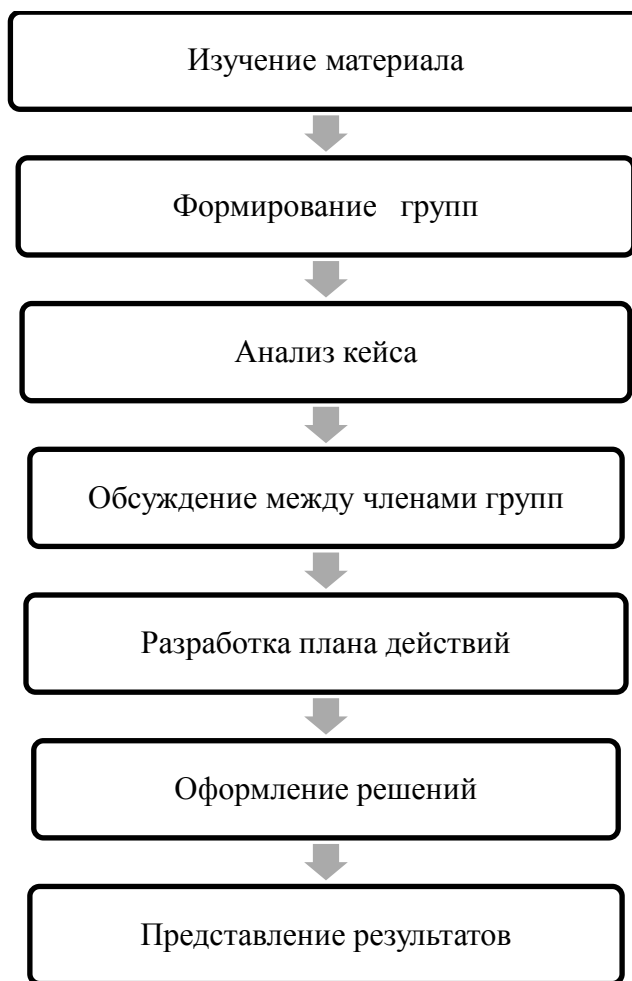 Изучение материала
Формирование групп
Анализ кейса
Обсуждение между членами групп
Разработка плана действий
Оформление решений
Представление результатов